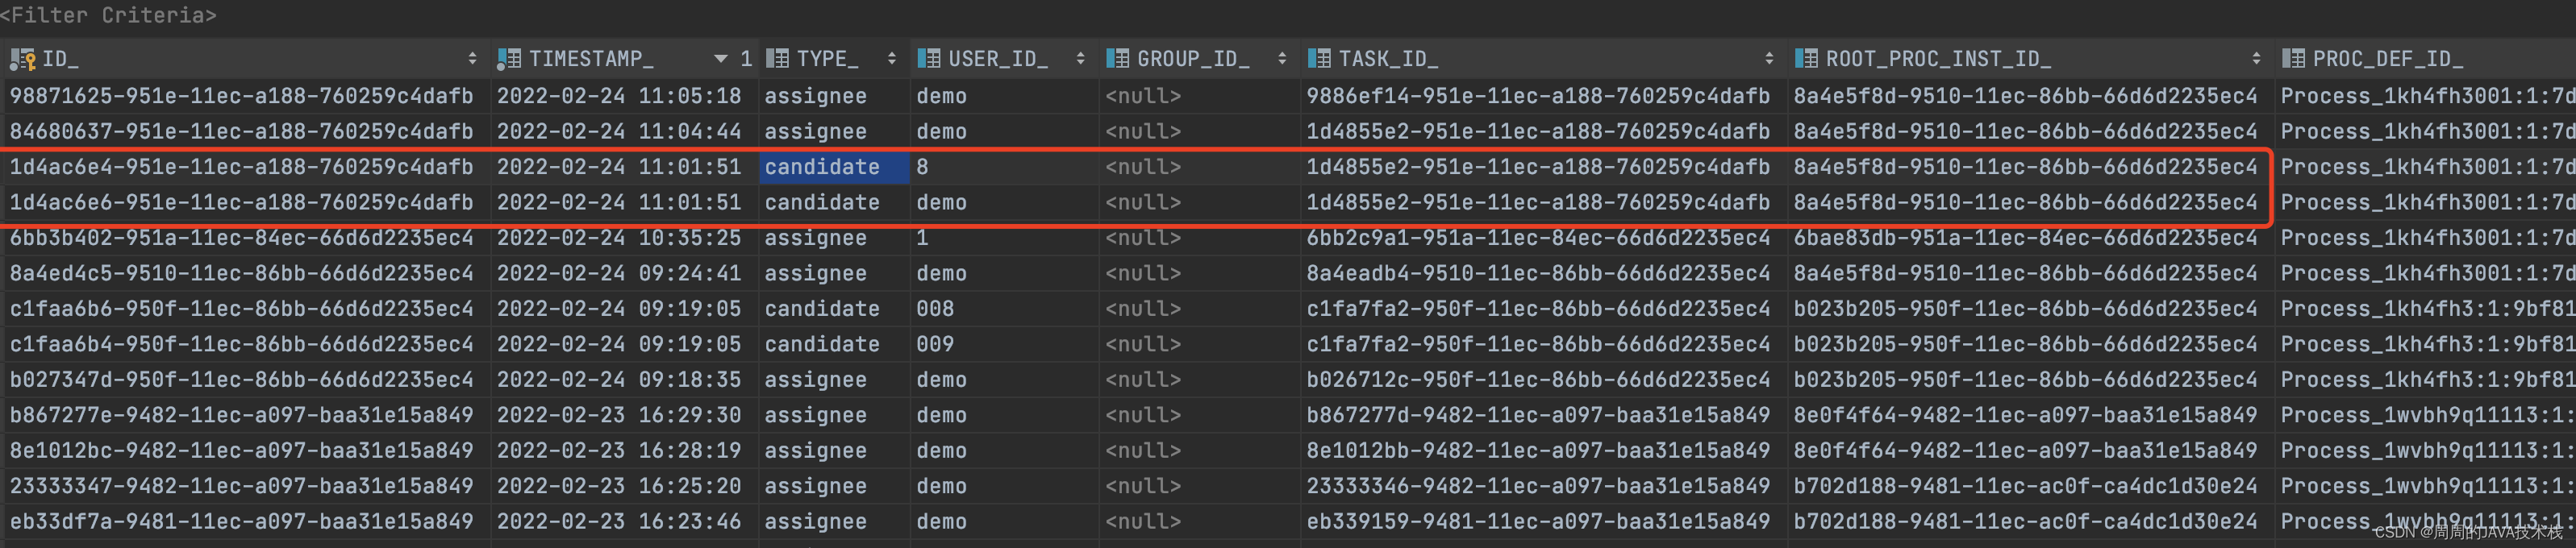 <Filter Criteria>
ID_ TIMESTAMP_ 1 TYPE_ USER_ID_ GROUP_ID_ TASK_ID_ ROOT_PROC_INST_ID_ PROC_DEF_ID_
98871625-951e-11ec-a188-760259c4dafb 2022-02-24 11:05:18 assignee demo <null> 9886ef14-951e-11ec-a188-760259c4dafb 8a4e5f8d-9510-11ec-86bb-66d6d2235ec4 Process_1kh4fh3001:1:7d
84680637-951e-11ec-a188-760259c4dafb 2022-02-24 11:04:44 assignee demo <null> 1d4855e2-951e-11ec-a188-760259c4dafb 8a4e5f8d-9510-11ec-86bb-66d6d2235ec4 Process_1kh4fh3001:1:7d
1d4ac6e4-951e-11ec-a188-760259c4dafb 2022-02-24 11:01:51 candidate 8 <null> 1d4855e2-951e-11ec-a188-760259c4dafb 8a4e5f8d-9510-11ec-86bb-66d6d2235ec4 Process_1kh4fh3001:1:7d
1d4ac6e6-951e-11ec-a188-760259c4dafb 2022-02-24 11:01:51 candidate demo <null> 1d4855e2-951e-11ec-a188-760259c4dafb 8a4e5f8d-9510-11ec-86bb-66d6d2235ec4 Process_1kh4fh3001:1:7d
6bb3b402-951a-11ec-84ec-66d6d2235ec4 2022-02-24 10:35:25 assignee 1 <null> 6bb2c9a1-951a-11ec-84ec-66d6d2235ec4 6bae83db-951a-11ec-84ec-66d6d2235ec4 Process_1kh4fh3001:1:7d
8a4ed4c5-9510-11ec-86bb-66d6d2235ec4 2022-02-24 09:24:41 assignee demo <null> 8a4eadb4-9510-11ec-86bb-66d6d2235ec4 8a4e5f8d-9510-11ec-86bb-66d6d2235ec4 Process_1kh4fh3001:1:7d
c1faa6b6-950f-11ec-86bb-66d6d2235ec4 2022-02-24 09:19:05 candidate 008 <null> c1fa7fa2-950f-11ec-86bb-66d6d2235ec4 b023b205-950f-11ec-86bb-66d6d2235ec4 Process_1kh4fh3:1:9bf81
c1faa6b4-950f-11ec-86bb-66d6d2235ec4 2022-02-24 09:19:05 candidate 009 <null> c1fa7fa2-950f-11ec-86bb-66d6d2235ec4 b023b205-950f-11ec-86bb-66d6d2235ec4 Process_1kh4fh3:1:9bf81
b027347d-950f-11ec-86bb-66d6d2235ec4 2022-02-24 09:18:35 assignee demo <null> b026712c-950f-11ec-86bb-66d6d2235ec4 b023b205-950f-11ec-86bb-66d6d2235ec4 Process_1kh4fh3:1:9bf81
b867277e-9482-11ec-a097-baa31e15a849 2022-02-23 16:29:30 assignee demo <null> b867277d-9482-11ec-a097-baa31e15a849 8e0f4f64-9482-11ec-a097-baa31e15a849 Process_1wvbh9q11113:1:
8e1012bc-9482-11ec-a097-baa31e15a849 2022-02-23 16:28:19 assignee demo <null> 8e1012bb-9482-11ec-a097-baa31e15a849 8e0f4f64-9482-11ec-a097-baa31e15a849 Process_1wvbh9q11113:1:
23333347-9482-11ec-a097-baa31e15a849 2022-02-23 16:25:20 assignee demo <null> 23333346-9482-11ec-a097-baa31e15a849 b702d188-9481-11ec-ac0f-ca4dc1d30e24 Process_1wvbh9q11113:1:
eb33df7a-9481-11ec-a097-baa31e15a849 2022-02-23 16:23:46 assignee demo <null> eb339159-9481-11ec-a097-baa31e15a849 b702d188-9481-11ec-ac0f-ca4dc1d30e24 Process_1wvbh9q11113:1:
CSDN @周周的JAVA技术栈